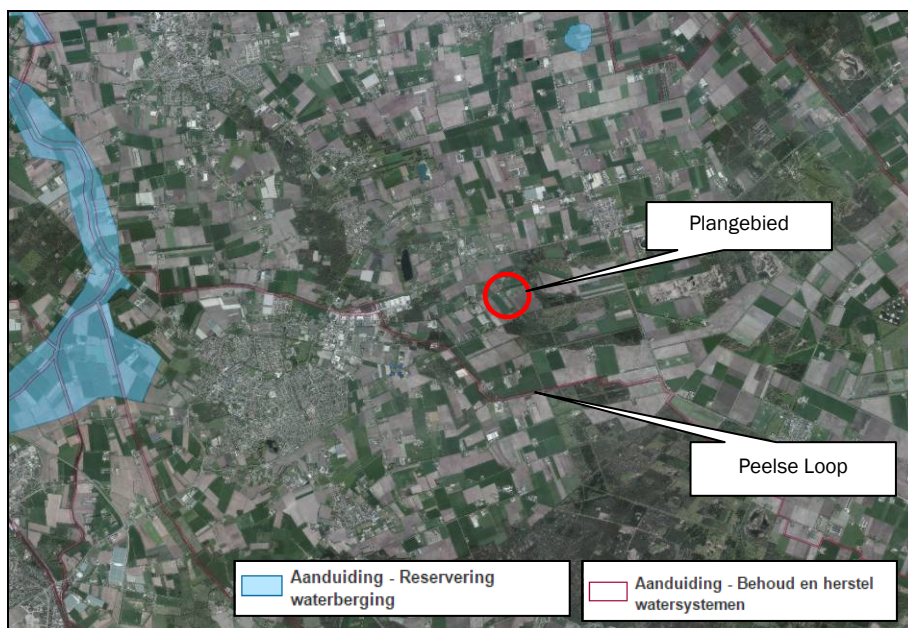 Plangebied
Peelse Loop
Aanduiding - Reservering
waterberging
Aanduiding - Behoud en herstel
watersystemen